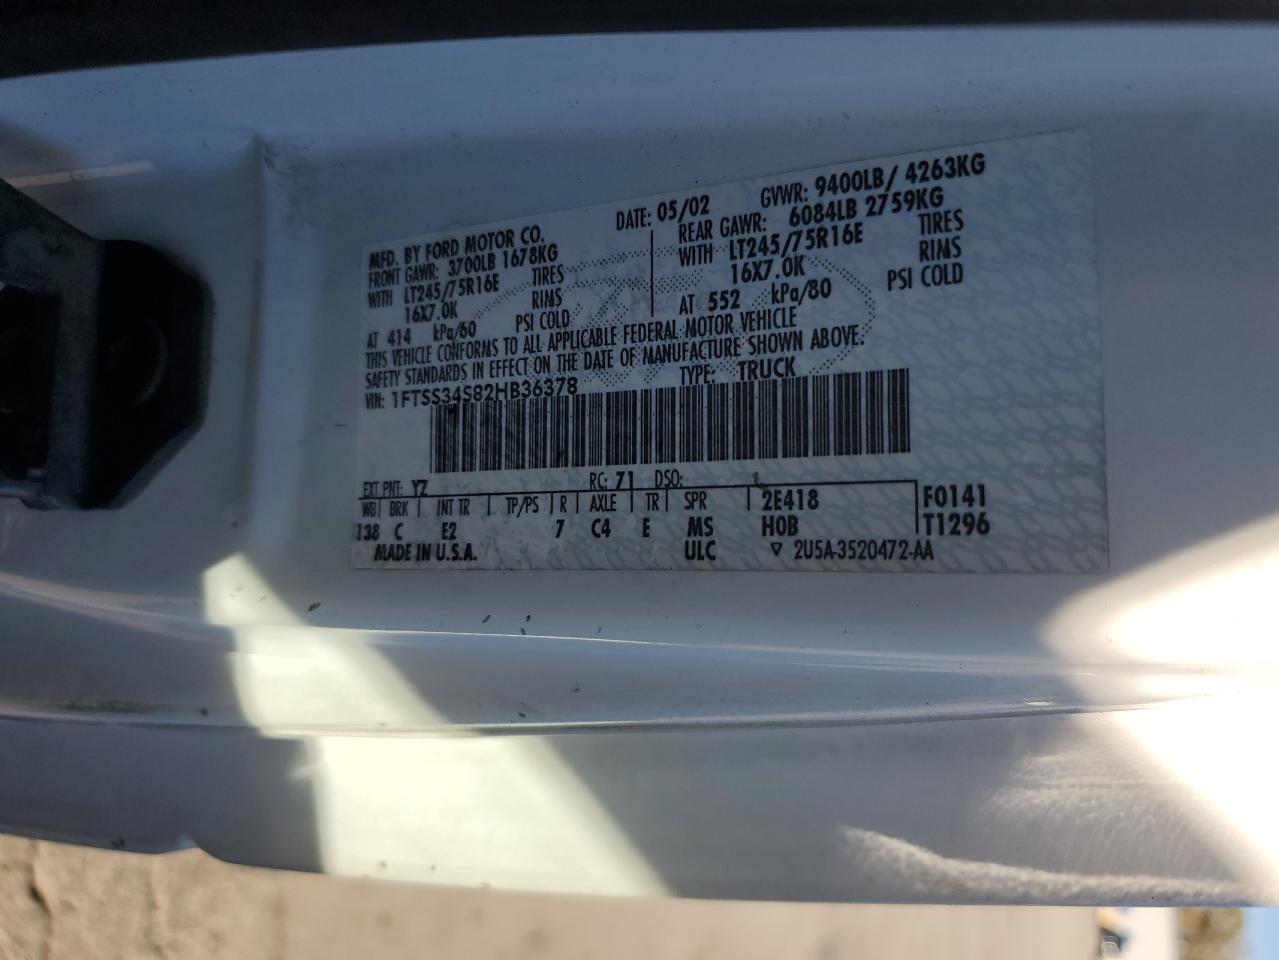 MFD. BY FORD MOTOR CO.
DATE: 05/02
GVWR: 9400LB/ 4263KG
FRONT GAWR: 3700LB 1678KG
REAR GAWR: 6084LB 2759KG
WITH LT245/75R16E TIRES
WITH LT245/75R16E TIRES
16X7.0K RIMS
16X7.0K RIMS
AT 414 kPa/60 PSI COLD
AT 552 kPa/80 PSI COLD
THIS VEHICLE CONFORMS TO ALL APPLICABLE FEDERAL MOTOR VEHICLE
SAFETY STANDARDS IN EFFECT ON THE DATE OF MANUFACTURE SHOWN ABOVE.
VIN: 1FTSS34S82HB36378
TYPE: TRUCK
EXT PNT: YZ RC: 71 DSO:
WB BRK INT TR TP/PS R AXLE TR SPR 2E418 F0141
138 C E2 7 C4 E MS H0B T1296
MADE IN U.S.A. ULC ▽ 2U5A-3520472-AA